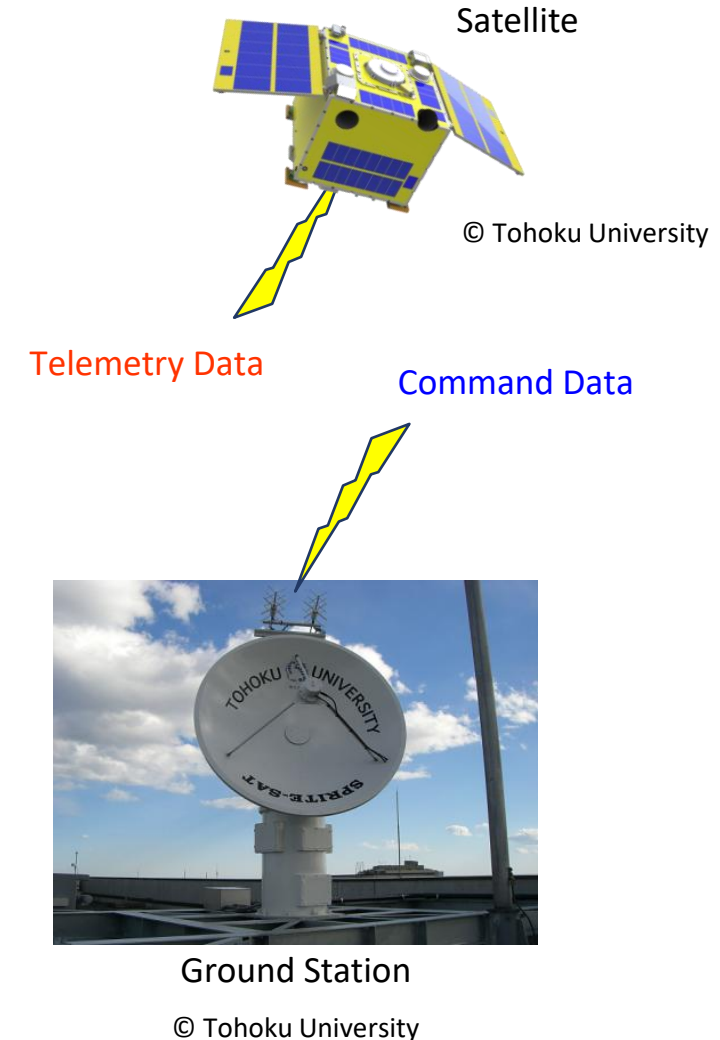 Satellite
© Tohoku University
Telemetry Data
Command Data
TOHOKU UNIVERSITY
SPRITE-SAT
Ground Station
© Tohoku University